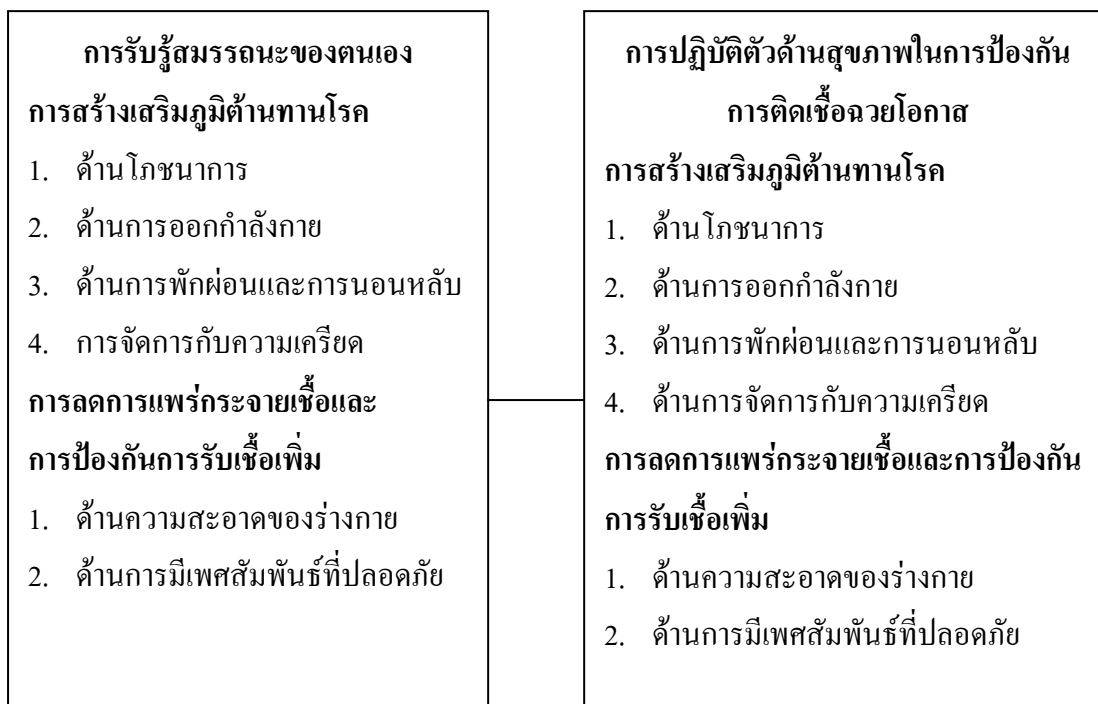 การรับรู้สมรรถนะของตนเอง
การสร้างเสริมภูมิต้านทานโรค
1. ด้านโภชนาการ
2. ด้านการออกกำลังกาย
3. ด้านการพักผ่อนและการนอนหลับ
4. การจัดการกับความเครียด
การลดการแพร่กระจายเชื้อและ
การป้องกันการรับเชื้อเพิ่ม
1. ด้านความสะอาดของร่างกาย
2. ด้านการมีเพศสัมพันธ์ที่ปลอดภัย
การปฏิบัติตัวด้านสุขภาพในการป้องกัน
การติดเชื้อฉวยโอกาส
การสร้างเสริมภูมิต้านทานโรค
1. ด้านโภชนาการ
2. ด้านการออกกำลังกาย
3. ด้านการพักผ่อนและการนอนหลับ
4. ด้านการจัดการกับความเครียด
การลดการแพร่กระจายเชื้อและการป้องกัน
การรับเชื้อเพิ่ม
1. ด้านความสะอาดของร่างกาย
2. ด้านการมีเพศสัมพันธ์ที่ปลอดภัย